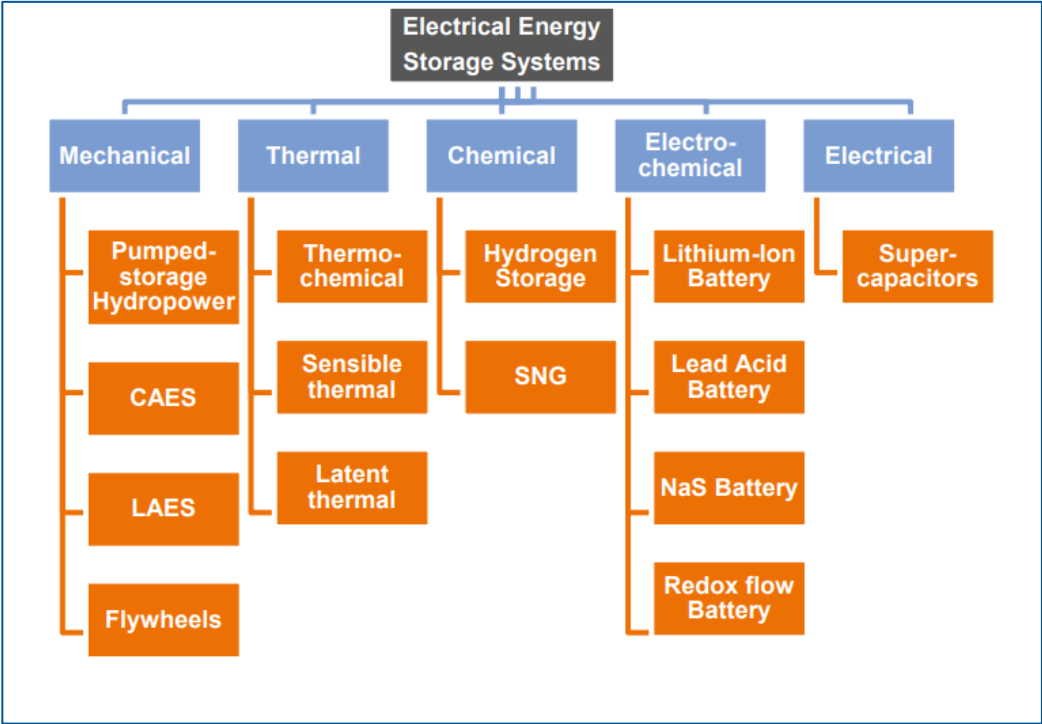 Electrical Energy
Storage Systems
Mechanical
Thermal
Chemical
Electro-
chemical
Electrical
Pumped-
storage
Hydropower
CAES
LAES
Flywheels
Thermo-
chemical
Sensible
thermal
Latent
thermal
Hydrogen
Storage
SNG
Lithium-Ion
Battery
Lead Acid
Battery
NaS Battery
Redox flow
Battery
Super-
capacitors